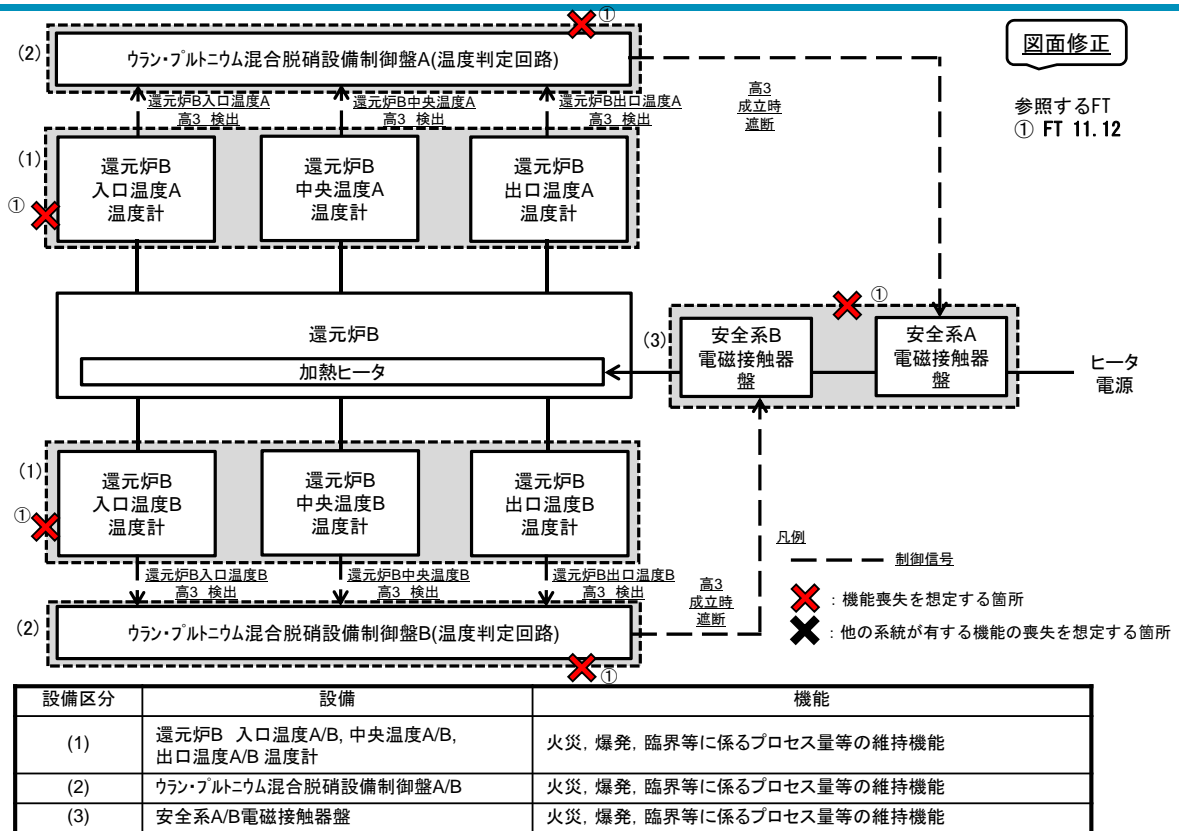 ①
①
(2)
ウラン・プルトニウム混合脱硝設備制御盤A(温度判定回路)
図面修正
還元炉B入口温度A
高3 検出
還元炉B中央温度A
高3 検出
還元炉B出口温度A
高3 検出
高3
成立時
遮断
参照するFT
① FT 11.12
(1)
還元炉B
入口温度A
温度計
還元炉B
中央温度A
温度計
還元炉B
出口温度A
温度計
①
還元炉B
加熱ヒータ
①
(3)
安全系B
電磁接触器
盤
安全系A
電磁接触器
盤
ヒータ
電源
(1)
還元炉B
入口温度B
温度計
還元炉B
中央温度B
温度計
還元炉B
出口温度B
温度計
①
還元炉B入口温度B
高3 検出
還元炉B中央温度B
高3 検出
還元炉B出口温度B
高3 検出
高3
成立時
遮断
凡例
制御信号
：機能喪失を想定する箇所
：他の系統が有する機能の喪失を想定する箇所
(2)
ウラン・プルトニウム混合脱硝設備制御盤B(温度判定回路)
①
設備区分 設備 機能
(1) 還元炉B 入口温度A/B, 中央温度A/B, 火災, 爆発, 臨界等に係るプロセス量等の維持機能
出口温度A/B 温度計
(2) ウラン・プルトニウム混合脱硝設備制御盤A/B 火災, 爆発, 臨界等に係るプロセス量等の維持機能
(3) 安全系A/B電磁接触器盤 火災, 爆発, 臨界等に係るプロセス量等の維持機能